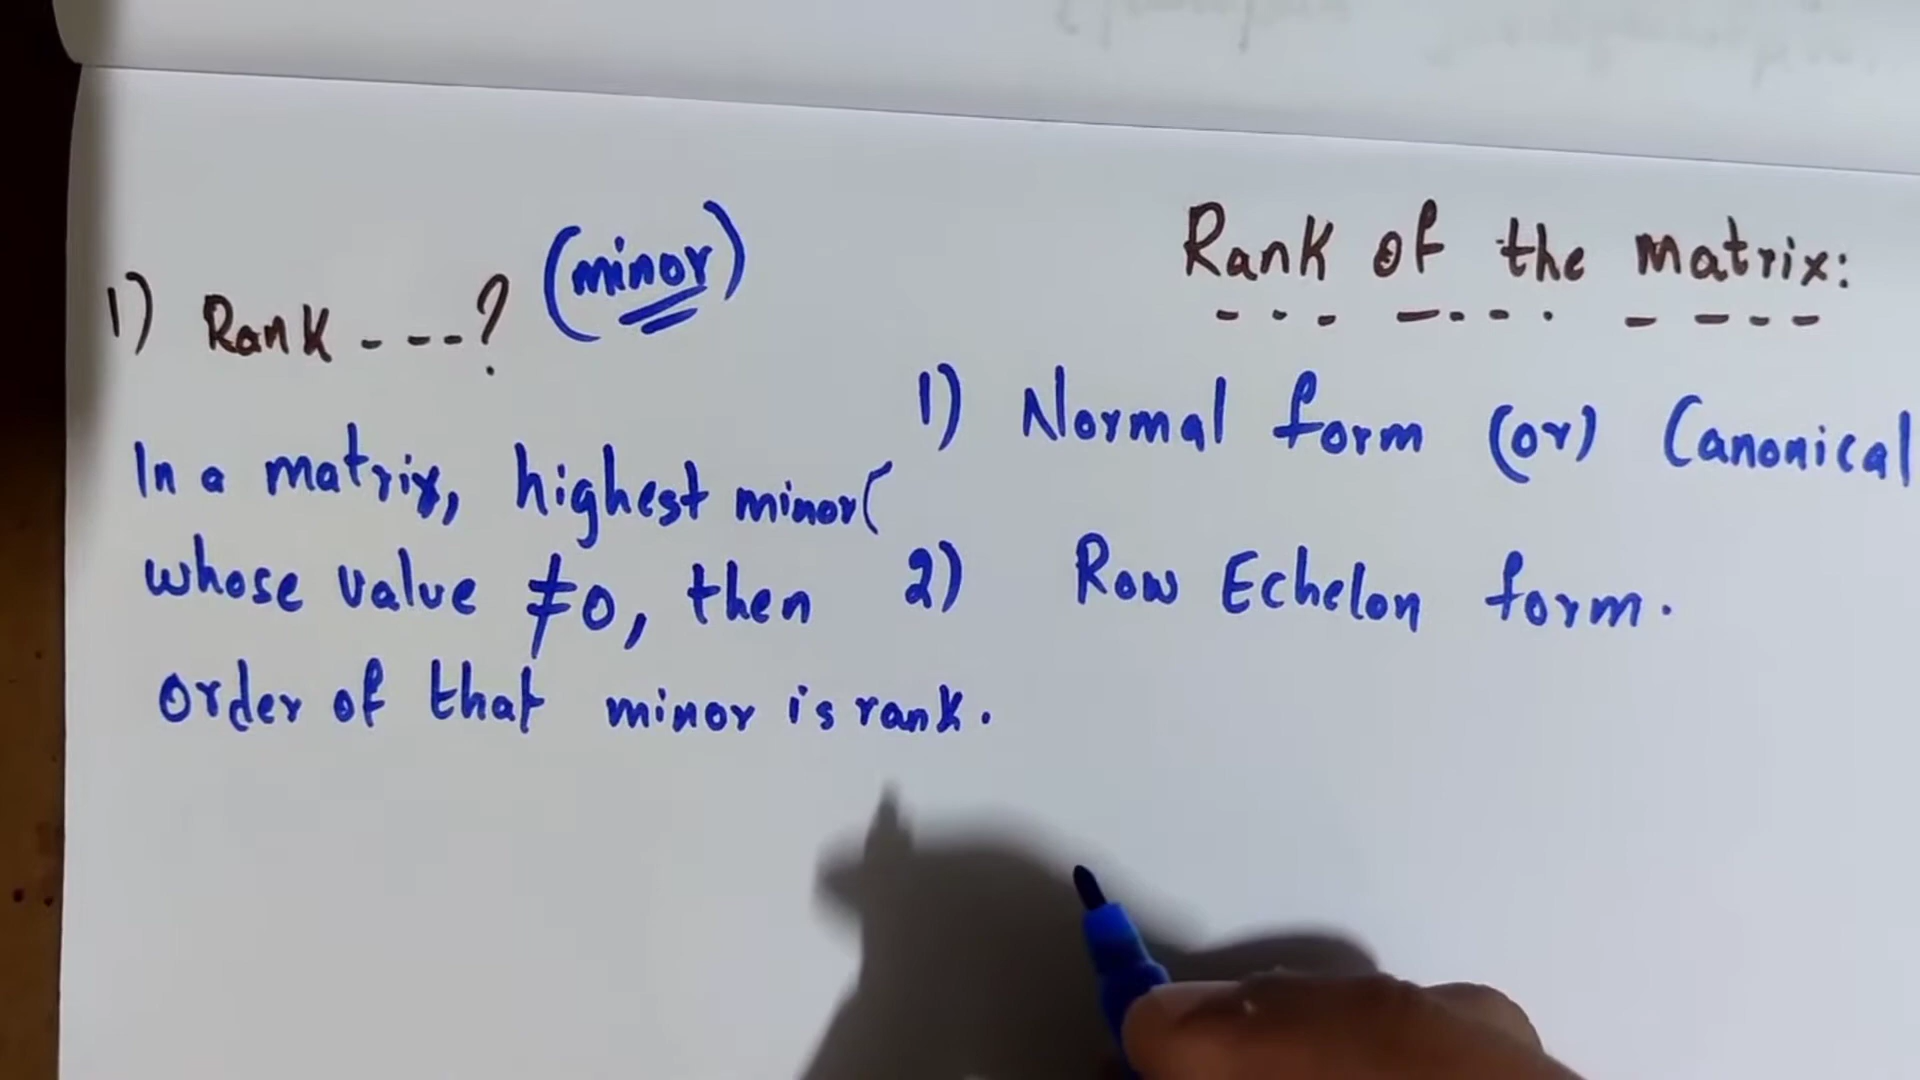 Rank of the Matrix:
1) Rank - - - -? (minor)
1) Normal form (or) Canonical
In a matrix, highest minor(
whose value ≠0, then
2) Row Echelon form.
order of that minor is rank.